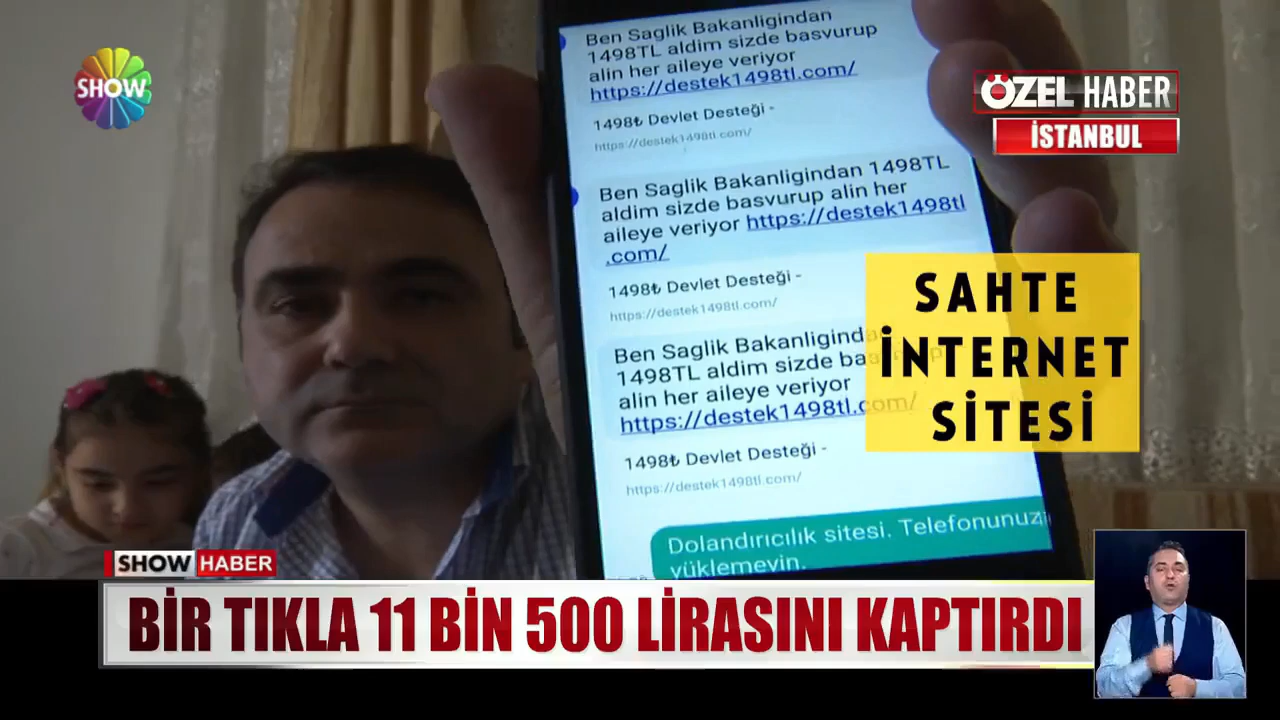 SHOW
ÖZEL HABER
İSTANBUL
Ben Saglik Bakanligindan
1498TL aldim sizde basvurup
alin her aileye veriyor
https://destek1498tl.com/
1498₺ Devlet Desteği -
https://destek1498tl.com/
Ben Saglik Bakanligindan 1498TL
aldim sizde basvurup alin her
aileye veriyor https://destek1498tl
.com/
1498₺ Devlet Desteği -
https://destek1498tl.com/
Ben Saglik Bakanligindan
1498TL aldim sizde basvurup
alin her aileye veriyor
https://destek1498tl.com/
1498₺ Devlet Desteği -
https://destek1498tl.com/
Dolandırıcılık sitesi. Telefonunuz
yüklemeyin.
SAHTE
İNTERNET
SİTESİ
SHOW HABER
BİR TIKLA 11 BİN 500 LİRASINI KAPTIRDI